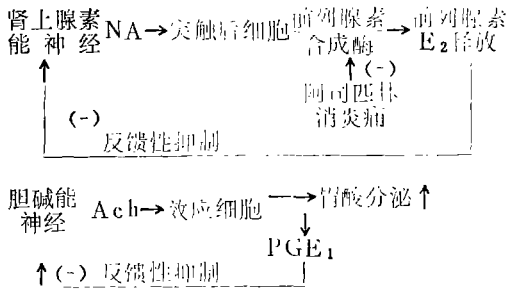 肾上腺素 NA→突触后细胞 前列腺素→前列腺素
能 神 经 合成酶 E₂释放
↑ ↑(-)
阿司匹林
(-) 消炎痛
反馈性抑制
胆碱能 Ach→效应细胞 →胃酸分泌↑
神经 ↓
PGE₁
↑(-) 反馈性抑制